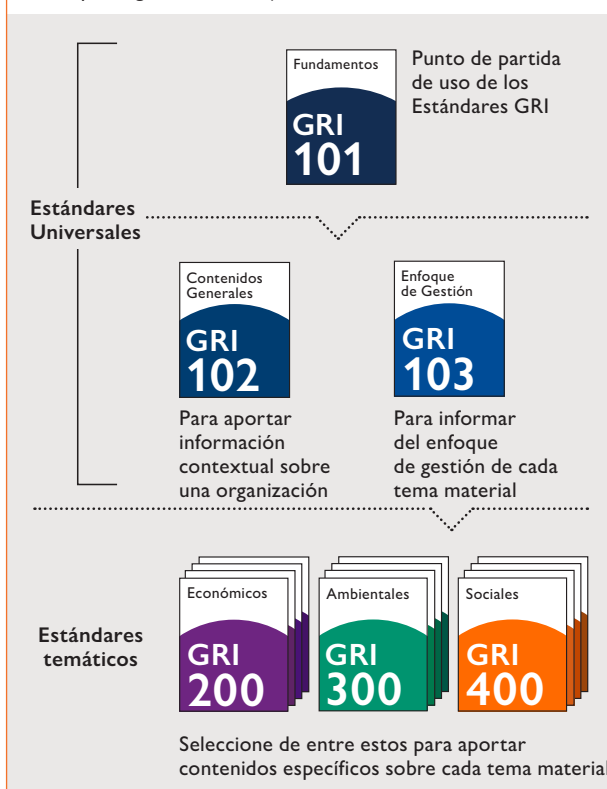 Fundamentos
GRI
101
Punto de partida
de uso de los
Estándares GRI
Estándares
Universales
Contenidos
Generales
GRI
102
Para aportar
información
contextual sobre
una organización
Enfoque
de Gestión
GRI
103
Para informar
del enfoque
de gestión de cada
tema material
Estándares
temáticos
Económicos
GRI
200
Ambientales
GRI
300
Sociales
GRI
400
Seleccione de entre estos para aportar
contenidos específicos sobre cada tema material